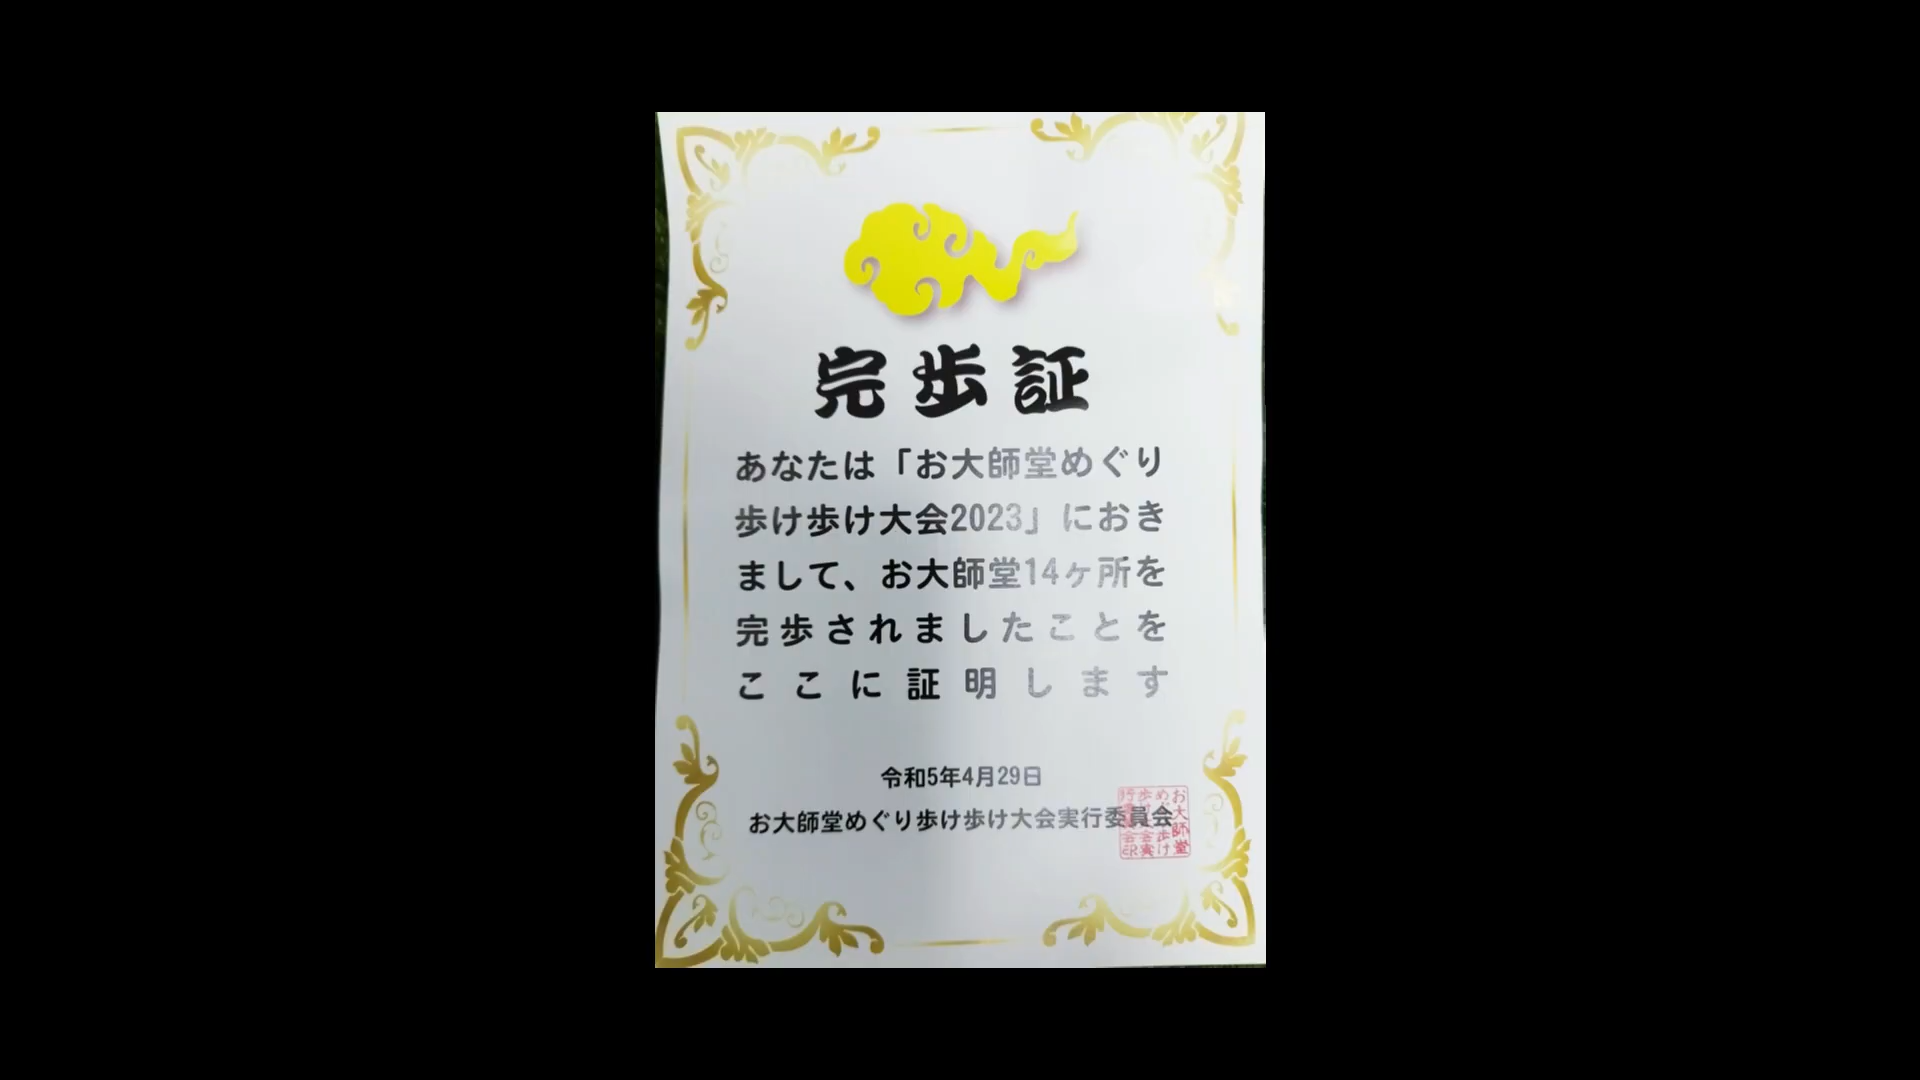 完歩証
あなたは「お大師堂めぐり
歩け歩け大会2023」におき
まして、お大師堂14ヶ所を
完歩されましたことを
ここに証明します
令和5年4月29日
お大師堂めぐり歩け歩け大会実行委員会